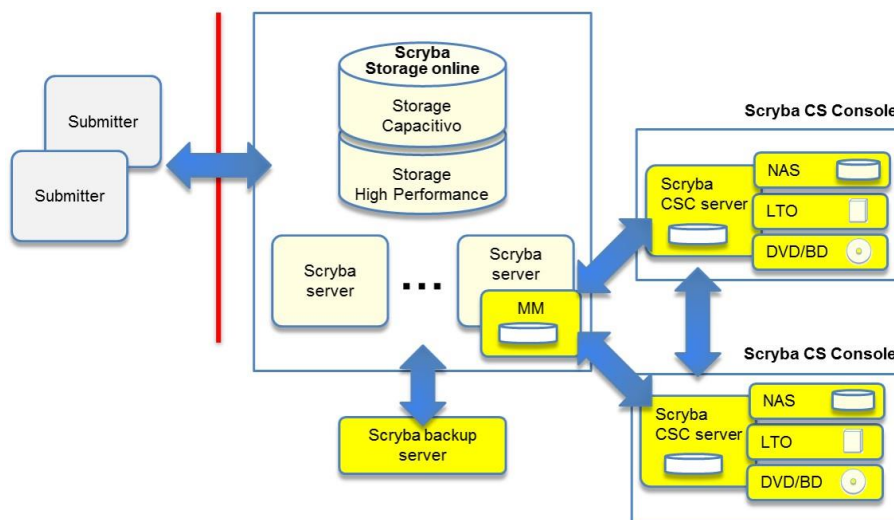 Scryba
Storage online
Storage
Capacitivo
Storage
High Performance
Submitter
Submitter
Scryba
server
...
Scryba
server
MM
Scryba backup
server
Scryba CS Console
Scryba
CSC server
NAS
LTO
DVD/BD
Scryba CS Console
Scryba
CSC server
NAS
LTO
DVD/BD